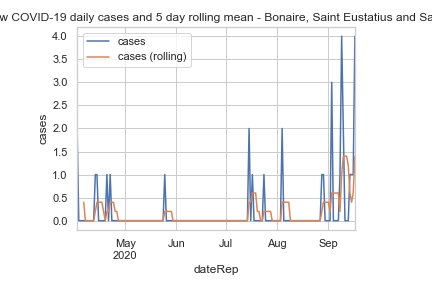 w COVID-19 daily cases and 5 day rolling mean - Bonaire, Saint Eustatius and Sa
cases
cases (rolling)
4.0
3.5
3.0
2.5
2.0
1.5
1.0
0.5
0.0
cases
May
2020
Jun
Jul
Aug
Sep
dateRep